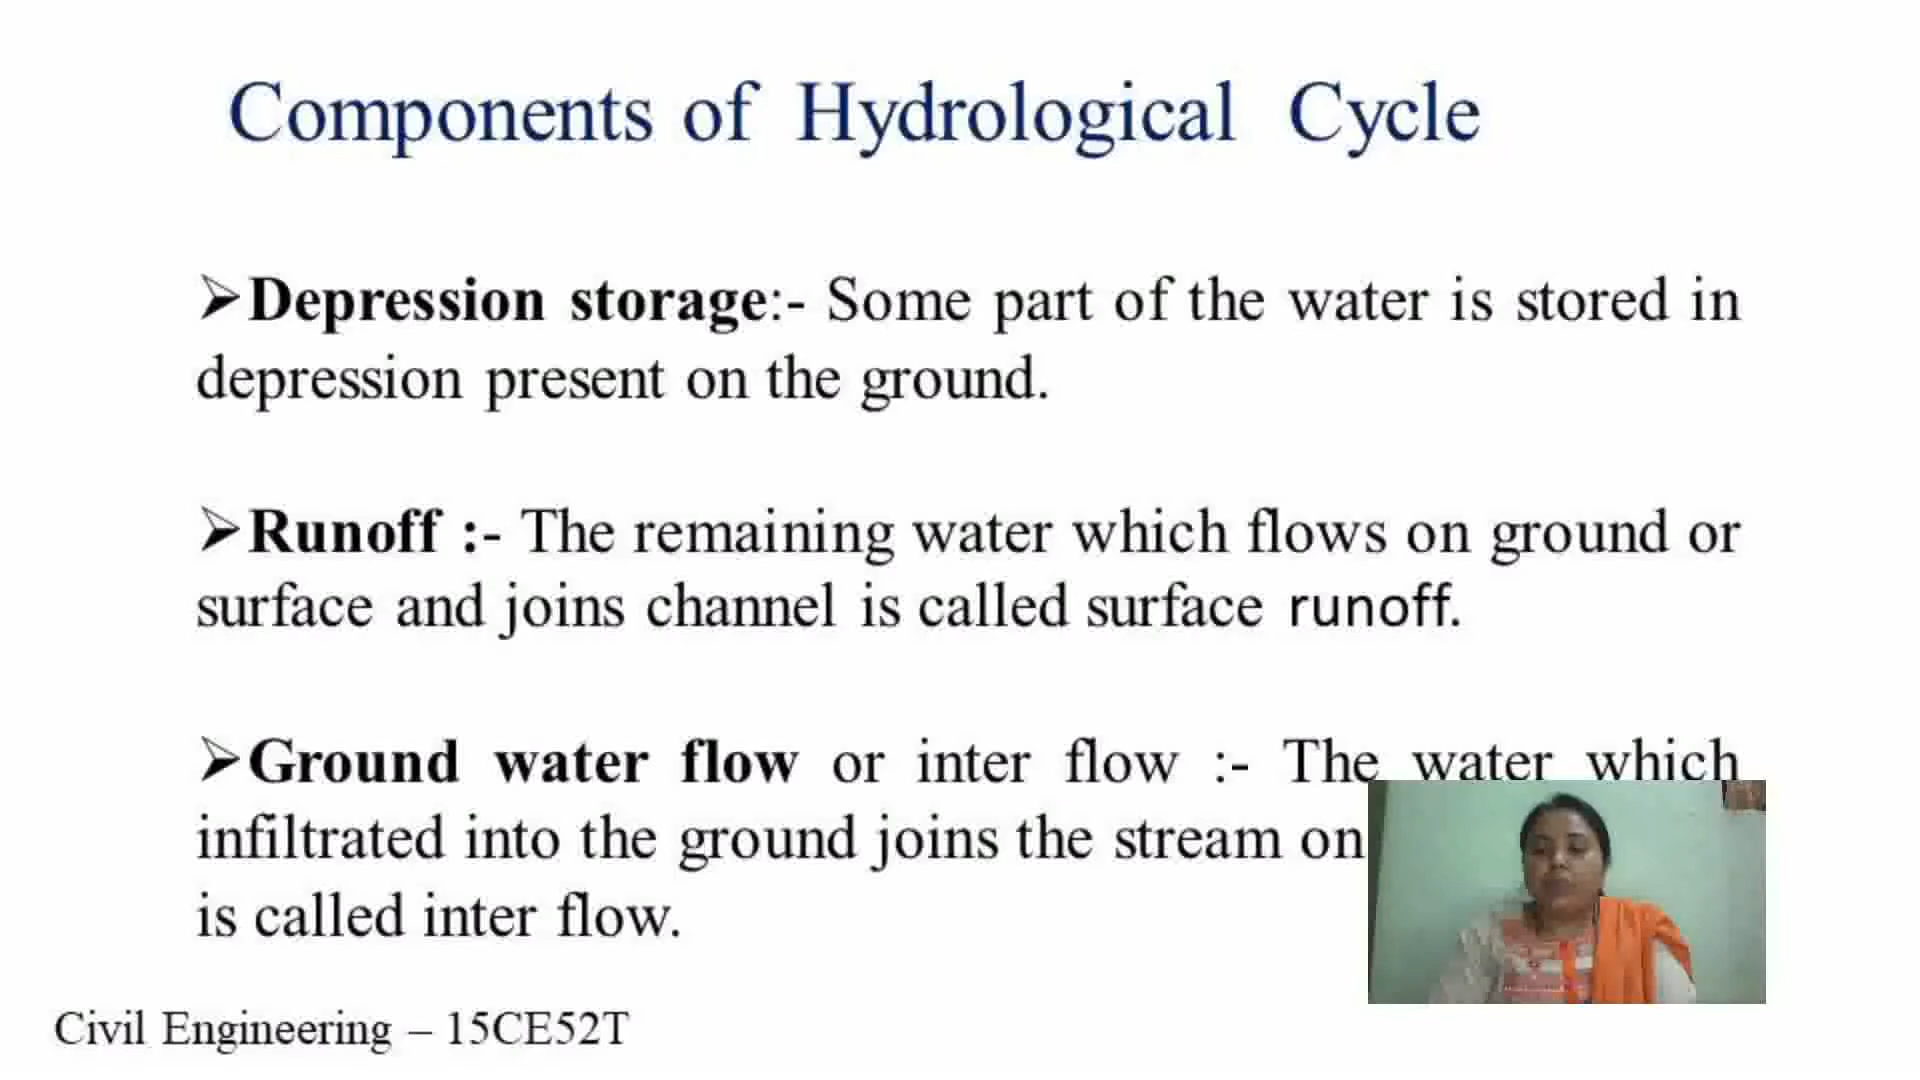 Components of Hydrological Cycle
➢Depression storage:- Some part of the water is stored in
depression present on the ground.
➢Runoff :- The remaining water which flows on ground or
surface and joins channel is called surface runoff.
➢Ground water flow or inter flow :- The water which
infiltrated into the ground joins the stream on
is called inter flow.
Civil Engineering – 15CE52T